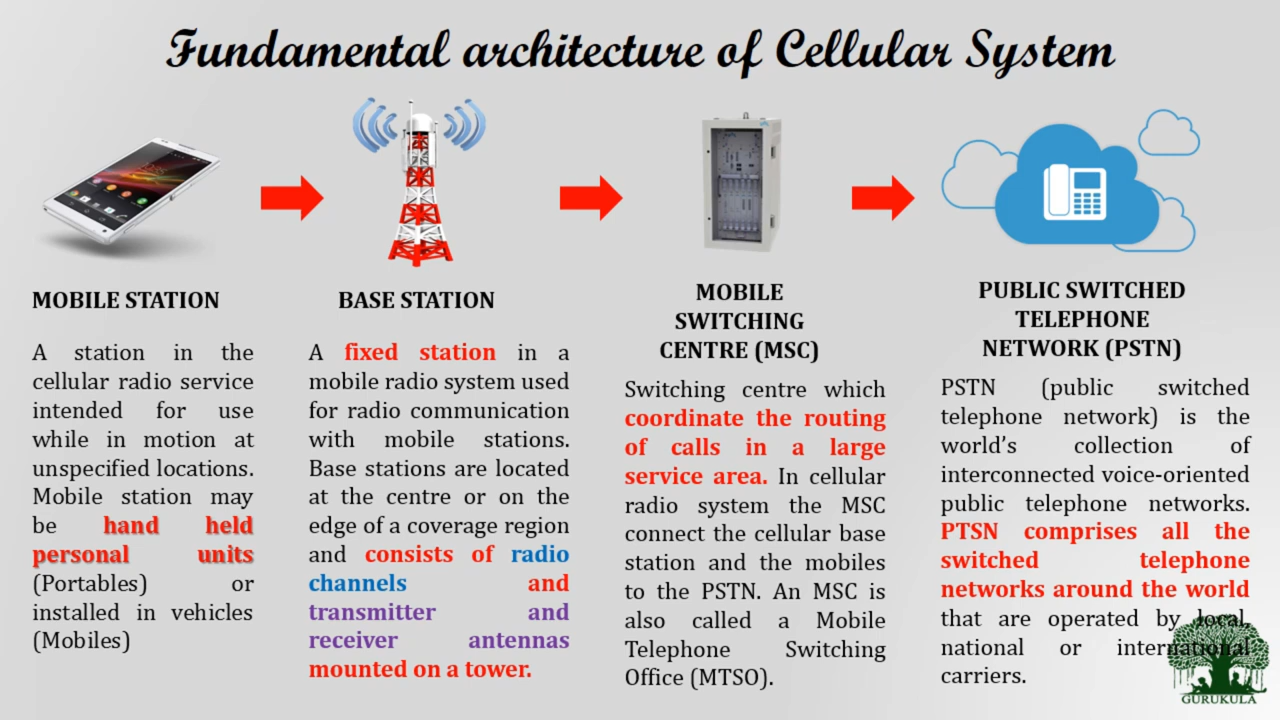 Fundamental architecture of Cellular System
MOBILE STATION
A station in the
cellular radio service
intended for use
while in motion at
unspecified locations.
Mobile station may
be hand held
personal units
(Portables) or
installed in vehicles
(Mobiles)
BASE STATION
A fixed station in a
mobile radio system used
for radio communication
with mobile stations.
Base stations are located
at the centre or on the
edge of a coverage region
and consists of radio
channels and
transmitter and
receiver antennas
mounted on a tower.
MOBILE
SWITCHING
CENTRE (MSC)
Switching centre which
coordinate the routing
of calls in a large
service area. In cellular
radio system the MSC
connect the cellular base
station and the mobiles
to the PSTN. An MSC is
also called a Mobile
Telephone Switching
Office (MTSO).
PUBLIC SWITCHED
TELEPHONE
NETWORK (PSTN)
PSTN (public switched
telephone network) is the
world's collection of
interconnected voice-oriented
public telephone networks.
PTSN comprises all the
switched telephone
networks around the world
that are operated by local,
national or international
carriers.
GURUKULA